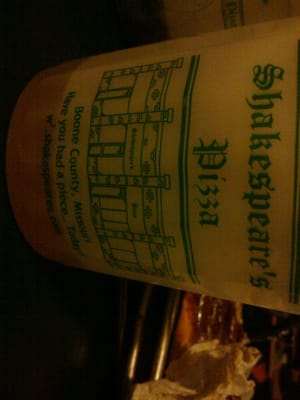 Shakespeare's
Pizza
Boone County, Missouri
Have you had a piece... Today?